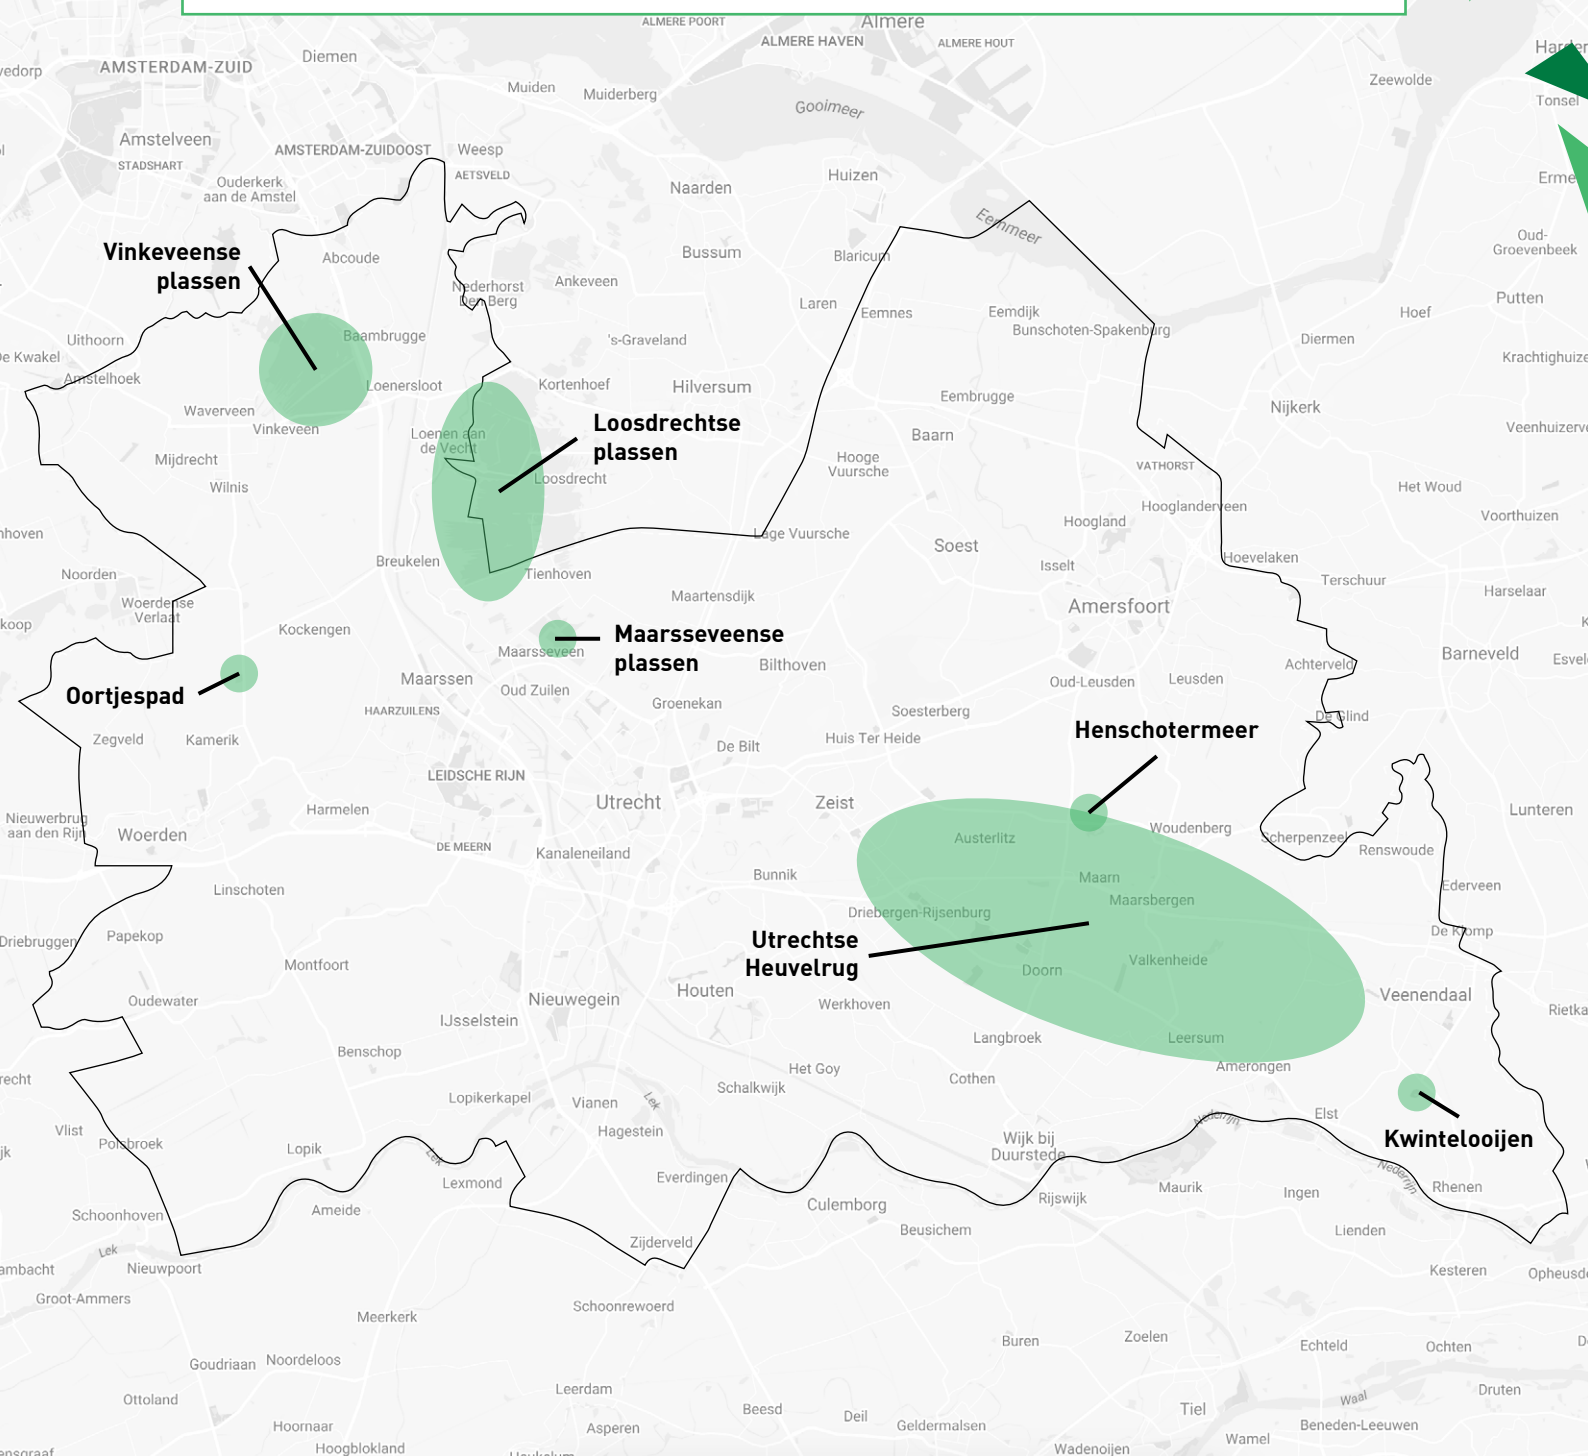 ALMERE POORT
Almere
ALMERE HAVEN
ALMERE HOUT
Diemen
AMSTERDAM-ZUID
Zeewolde
Muiden
Muiderberg
Gooimeer
Tonsel
Amstelveen
STADSHART
AMSTERDAM-ZUIDOOST
Weesp
AETSVELD
Huizen
Naarden
Ouderkerk
aan de Amstel
Eemmeer
Oud-
Groevenbeek
Vinkeveense
plassen
Abcoude
Bussum
Blaricum
Nederhorst
Den Berg
Ankeveen
Putten
Laren
Eemnes
Eemdijk
Hoef
Bunschoten-Spakenburg
Uithoorn
Baambrugge
's-Graveland
Diermen
De Kwakel
Krachtighuize
Amstelhoek
Loenersloot
Kortenhoef
Hilversum
Eembrugge
Waverveen
Vinkeveen
Nijkerk
Loosdrechtse
plassen
Loenen aan
de Vecht
Baarn
Veenhuizerv
Mijdrecht
Hooge
Vuursche
VATHORST
Loosdrecht
Wilnis
Het Woud
Hooglanderveen
Voorthuizen
Hoogland
Lage Vuursche
Soest
Breukelen
Hoevelaken
Isselt
Noorden
Tienhoven
Terschuur
Harselaar
Maartensdijk
Woerdense
Verlaat
Amersfoort
Kockengen
Maarsseveense
plassen
Maarsseveen
Bilthoven
Barneveld
Achterveld
Oortjespad
Maarssen
Oud Zuilen
Oud-Leusden
Leusden
HAARZUILENS
Groenekan
Soesterberg
De Glind
Henschotermeer
Zegveld
Kamerik
De Bilt
Huis Ter Heide
LEIDSCHE RIJN
Utrecht
Zeist
Harmelen
Lunteren
Nieuwerbrug
aan den Rijn
Woerden
Austerlitz
Woudenberg
Scherpenzeel
DE MEERN
Kanaleneiland
Renswoude
Bunnik
Maarn
Linschoten
Maarsbergen
Ederveen
Driebergen-Rijsenburg
Driebruggen
Papekop
Utrechtse
Heuvelrug
De Klomp
Montfoort
Doorn
Valkenheide
Oudewater
Nieuwegein
Houten
Werkhoven
Veenendaal
IJsselstein
Langbroek
Leersum
Benschop
Het Goy
Amerongen
Cothen
Schalkwijk
Lopikerkapel
Vianen
Lek
Nederrijn
Elst
Vlist
Polsbroek
Hagestein
Kwintelooijen
Lopik
Lek
Wijk bij
Duurstede
Lexmond
Everdingen
Nederrijn
Maurik
Ingen
Rhenen
Rijswijk
Culemborg
Schoonhoven
Ameide
Beusichem
Lienden
Zijderveld
Lek
Nieuwpoort
Kesteren
Groot-Ammers
Schoonrewoerd
Meerkerk
Buren
Zoelen
Echteld
Ochten
Goudriaan
Noordeloos
Leerdam
Druten
Ottoland
Waal
Beesd
Deil
Tiel
Hoornaar
Asperen
Geldermalsen
Beneden-Leeuwen
Wamel
Hoogblokland
Wadenoijen